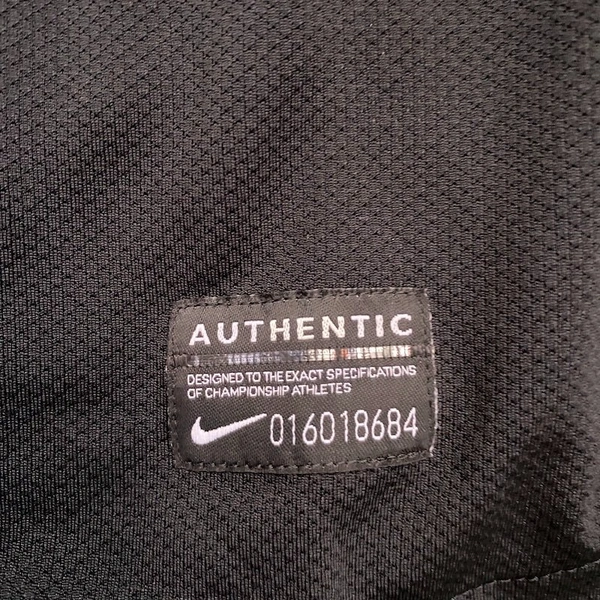 AUTHENTIC
DESIGNED TO THE EXACT SPECIFICATIONS
OF CHAMPIONSHIP ATHLETES
016018684